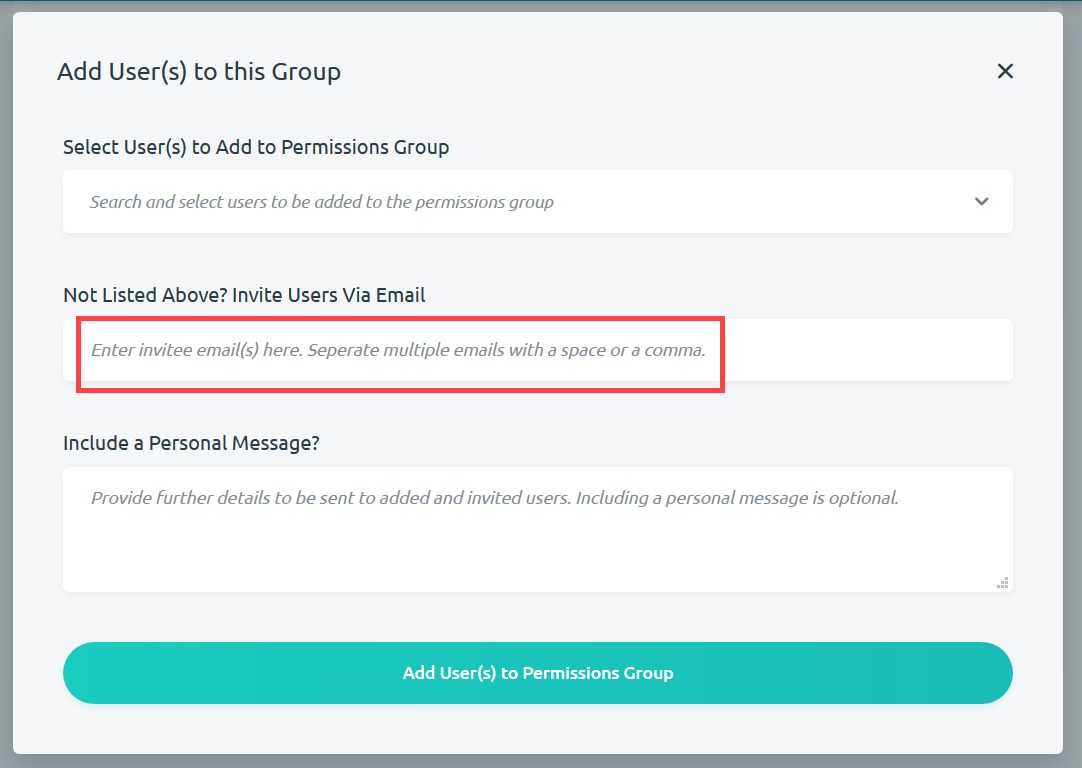 Add User(s) to this Group
Select User(s) to Add to Permissions Group
Search and select users to be added to the permissions group
Not Listed Above? Invite Users Via Email
Enter invitee email(s) here. Seperate multiple emails with a space or a comma.
Include a Personal Message?
Provide further details to be sent to added and invited users. Including a personal message is optional.
Add User(s) to Permissions Group